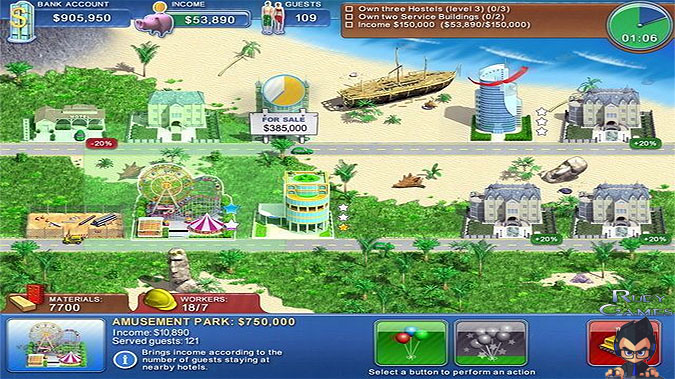 BANK ACCOUNT
$905,950
INCOME
$53,890
GUESTS
109
Own three Hostels (level 3) (0/3)
Own two Service Buildings (0/2)
Income $150,000 ($53,890/$150,000)
01:06
HOTEL
-20%
FOR SALE
$385,000
+20%
+20%
+20%
MATERIALS:
7700
WORKERS:
18/7
RUBY
GAMES
AMUSEMENT PARK: $750,000
Income: $10,890
Served guests: 121
Brings income according to the
number of guests staying at
nearby hotels.
Select a button to perform an action